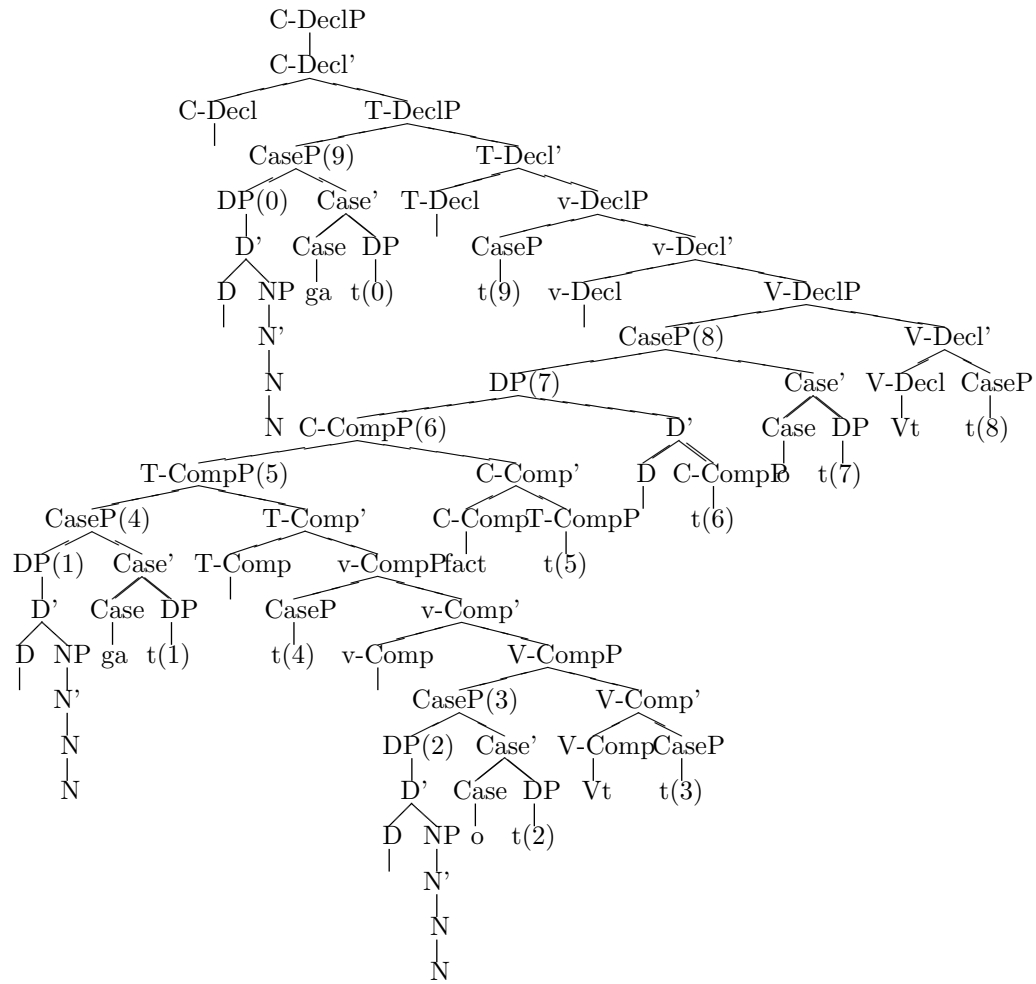 C-DeclP
C-Decl'
C-Decl T-DeclP
CaseP(9) T-Decl'
DP(0) Case' T-Decl v-DeclP
D' Case DP CaseP v-Decl'
D NP ga t(0) t(9) v-Decl V-DeclP
N' CaseP(8) V-Decl'
N DP(7) Case' V-Decl CaseP
N C-CompP(6) D' Case DP Vt t(8)
T-CompP(5) C-Comp' D C-CompP o t(7)
CaseP(4) T-Comp' C-Comp T-CompP t(6)
DP(1) Case' T-Comp v-CompP fact t(5)
D' Case DP CaseP v-Comp'
D NP ga t(1) t(4) v-Comp V-CompP
N' CaseP(3) V-Comp'
N DP(2) Case' V-Comp CaseP
N D' Case DP Vt t(3)
D NP o t(2)
N'
N
N